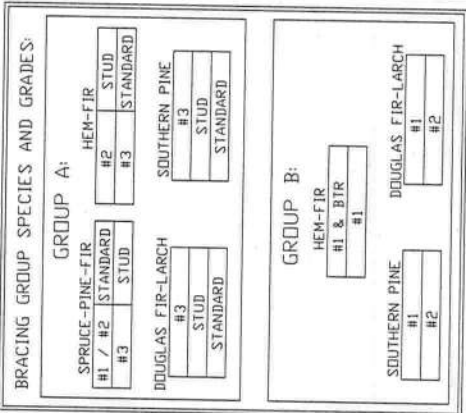 BRACING GROUP SPECIES AND GRADES:
GROUP A:
SPRUCE-PINE-FIR
#1 / #2 STANDARD
#3 STUD
HEM-FIR
#2 STUD
#3 STANDARD
DOUGLAS FIR-LARCH
#3
STUD
STANDARD
SOUTHERN PINE
#3
STUD
STANDARD
GROUP B:
HEM-FIR
#1 & BTR
#1
SOUTHERN PINE
#1
#2
DOUGLAS FIR-LARCH
#1
#2